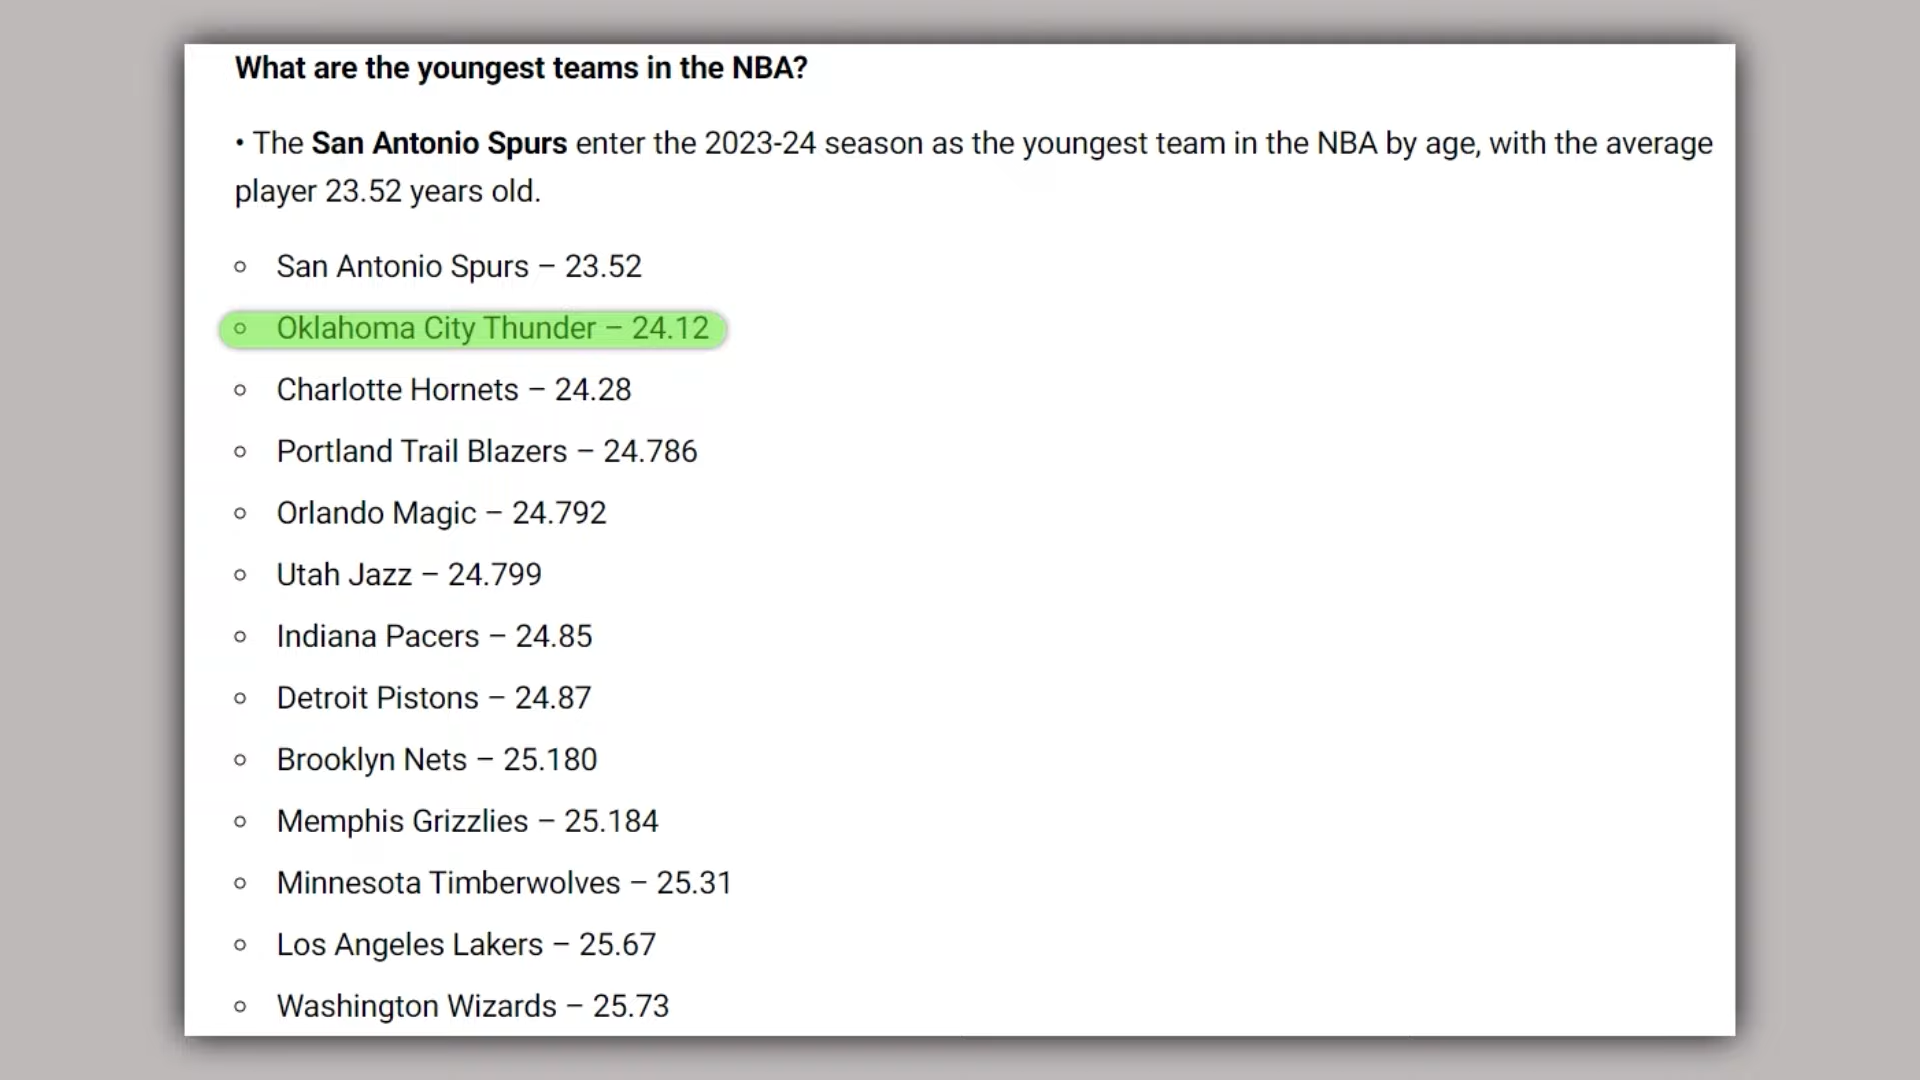 What are the youngest teams in the NBA?
• The San Antonio Spurs enter the 2023-24 season as the youngest team in the NBA by age, with the average
player 23.52 years old.
○ San Antonio Spurs – 23.52
○ Oklahoma City Thunder – 24.12
○ Charlotte Hornets – 24.28
○ Portland Trail Blazers – 24.786
○ Orlando Magic – 24.792
○ Utah Jazz – 24.799
○ Indiana Pacers – 24.85
○ Detroit Pistons – 24.87
○ Brooklyn Nets – 25.180
○ Memphis Grizzlies – 25.184
○ Minnesota Timberwolves – 25.31
○ Los Angeles Lakers – 25.67
○ Washington Wizards – 25.73